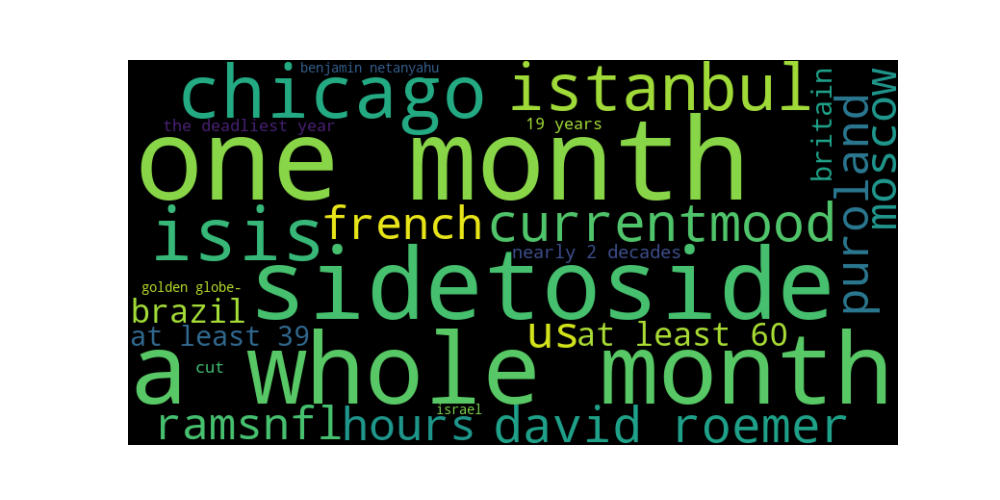 benjamin netanyahu
chicago
istanbul
britain
puroland
moscow
the deadliest year
19 years
one month
isis
french
currentmood
nearly 2 decades
sidetoside
golden globe-
brazil
at least 39
us
at least 60
a whole month
cut
israel
ramsnfl
hours
david roemer